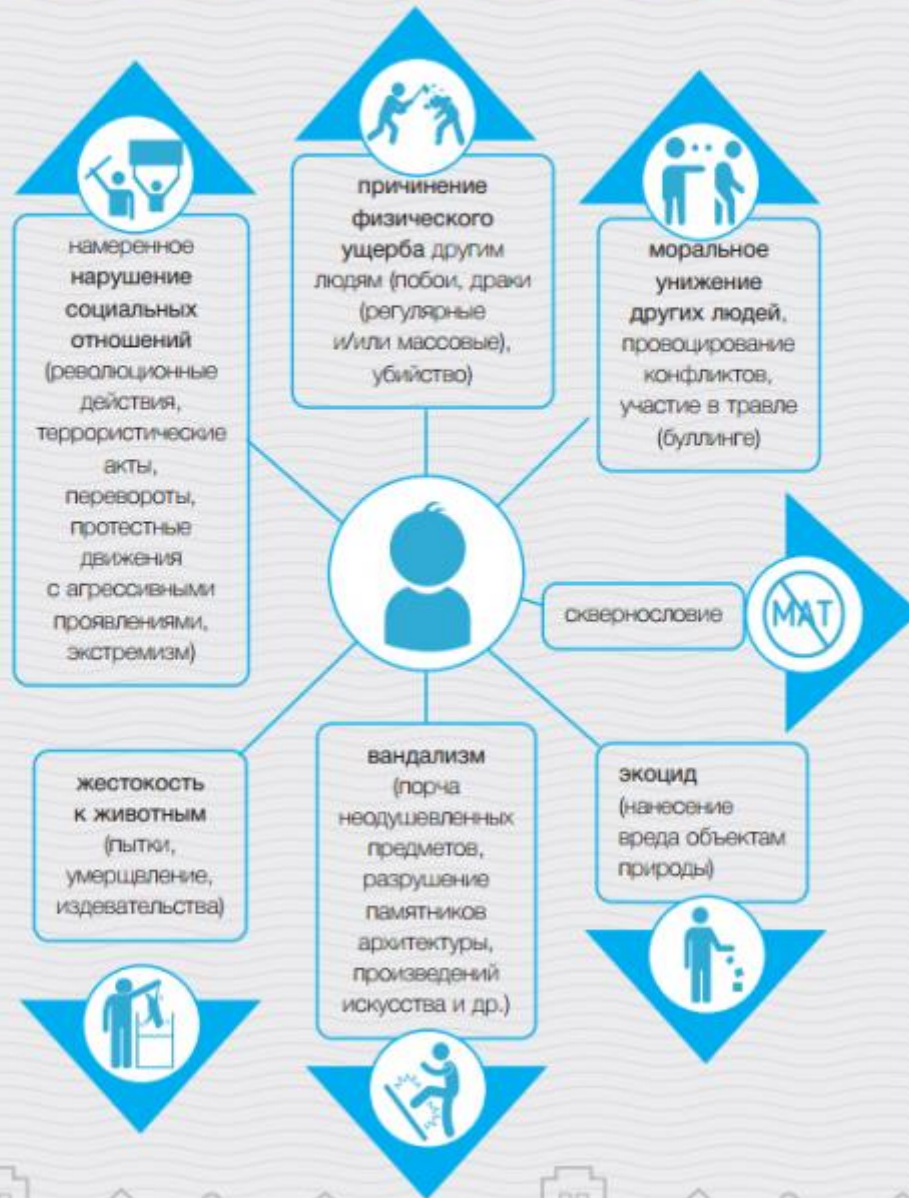 намеренное
нарушение
социальных
отношений
(революционные
действия,
террористические
акты,
перевороты,
протестные
движения
с агрессивными
проявлениями,
экстремизм)
причинение
физического
ущерба другим
людям (побои, драки
(регулярные
и/или массовые),
убийство)
моральное
унижение
других людей,
провоцирование
конфликтов,
участие в травле
(буллинге)
сквернословие
МАТ
жестокость
к животным
(пытки,
умерщвление,
издевательства)
вандализм
(порча
неодушевленных
предметов,
разрушение
памятников
архитектуры,
произведений
искусства и др.)
экоцид
(нанесение
вреда объектам
природы)